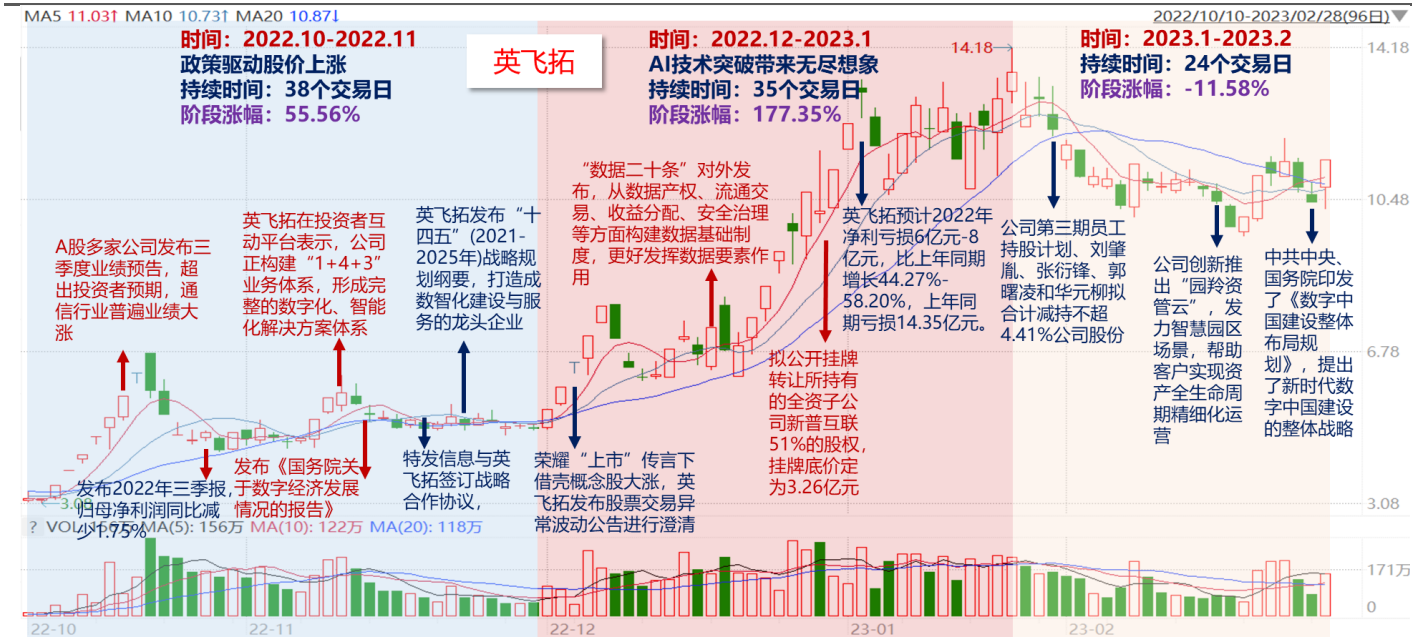 MA5 11.03↑ MA10 10.73↑ MA20 10.87↓
2022/10/10-2023/02/28(96日)
时间：2022.10-2022.11
政策驱动股价上涨
持续时间：38个交易日
阶段涨幅：55.56%
英飞拓
时间：2022.12-2023.1
AI技术突破带来无尽想象
持续时间：35个交易日
阶段涨幅：177.35%
14.18
时间：2023.1-2023.2
持续时间：24个交易日
阶段涨幅：-11.58%
14.18
10.48
6.78
3.08
A股多家公司发布三
季度业绩预告，超
出投资者预期，通
信行业普遍业绩大
涨
英飞拓在投资者互
动平台表示，公司
正构建“1+4+3”
业务体系，形成完
整的数字化、智能
化解决方案体系
英飞拓发布“十
四五”(2021-
2025年)战略规
划纲要，打造成
数智化建设与服
务的龙头企业
“数据二十条”对外发
布，从数据产权、流通交
易、收益分配、安全治理
等方面构建数据基础制
度，更好发挥数据要素作
用
英飞拓预计2022年
净利亏损6亿元-8
亿元，比上年同期
增长44.27%-
58.20%，上年同
期亏损14.35亿元。
公司第三期员工
持股计划、刘肇
胤、张衍锋、郭
曙凌和华元柳拟
合计减持不超
4.41%公司股份
公司创新推
出“园羚资
管云”，发
力智慧园区
场景，帮助
客户实现资
产全生命周
期精细化运
营
中共中央、
国务院印发
了《数字中
国建设整体
布局规
划》，提出
了新时代数
字中国建设
的整体战略
3.08
发布2022年三季报，
归母净利润同比减
少1.75%
发布《国务院关
于数字经济发展
情况的报告》
特发信息与英
飞拓签订战略
合作协议，
荣耀“上市”传言下
借壳概念股大涨，英
飞拓发布股票交易异
常波动公告进行澄清
拟公开挂牌
转让所持有
的全资子公
司新普互联
51%的股权，
挂牌底价定
为3.26亿元
? VOL: 156万 MA(5): 156万 MA(10): 122万 MA(20): 118万
171万
0
22-10
22-11
22-12
23-01
23-02